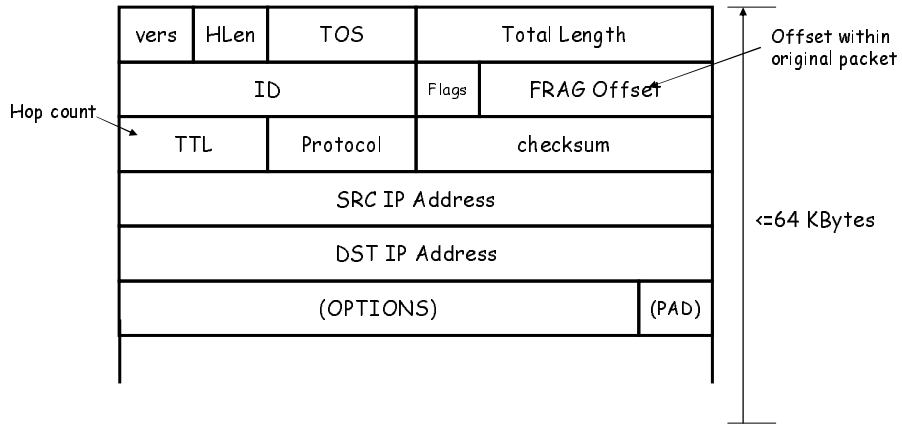 vers HLen TOS Total Length
Offset within
original packet
ID Flags FRAG Offset
Hop count
TTL Protocol checksum
SRC IP Address
<=64 KBytes
DST IP Address
(OPTIONS) (PAD)